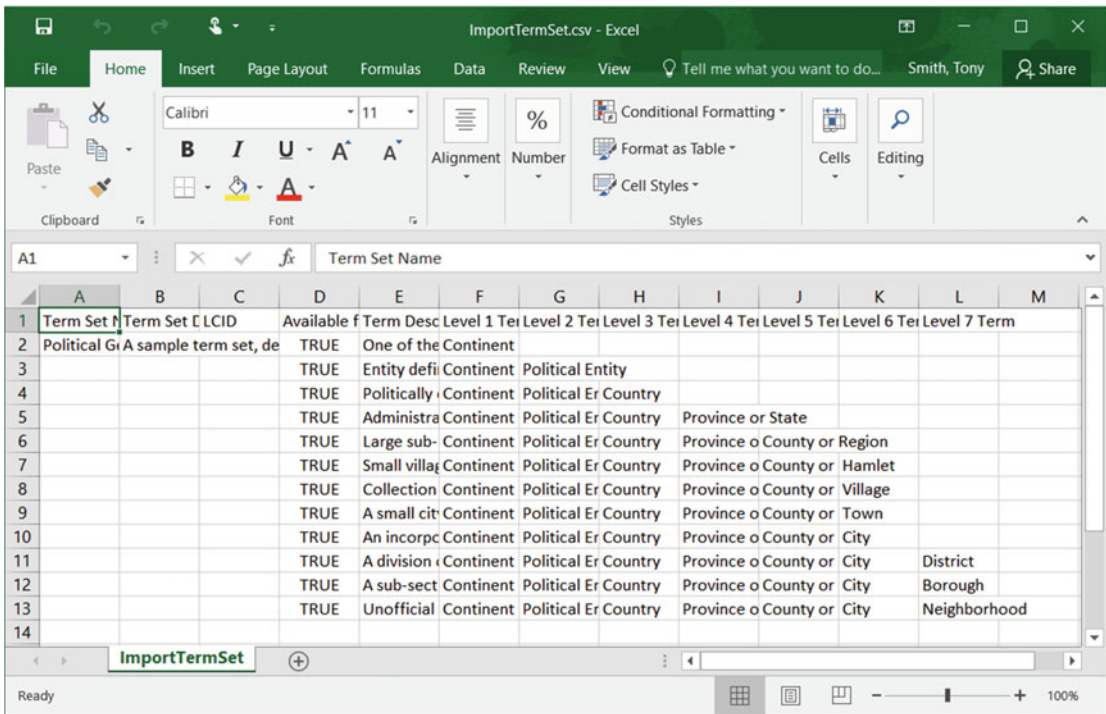 ImportTermSet.csv - Excel
File Home Insert Page Layout Formulas Data Review View Tell me what you want to do... Smith, Tony Share
Calibri 11 Conditional Formatting
Paste B I U A A Alignment % Number Format as Table Cells Editing
A Cell Styles
Clipboard Font Styles
A1 fx Term Set Name
A B C D E F G H I J K L M
1 Term Set N Term Set D LCID Available f Term Desc Level 1 Ter Level 2 Ter Level 3 Ter Level 4 Ter Level 5 Ter Level 6 Ter Level 7 Term
2 Political Ge A sample term set, de TRUE One of the Continent
3 TRUE Entity defi Continent Political Entity
4 TRUE Politically Continent Political Er Country
5 TRUE Administra Continent Political Er Country Province or State
6 TRUE Large sub- Continent Political Er Country Province o County or Region
7 TRUE Small villag Continent Political Er Country Province o County or Hamlet
8 TRUE Collection Continent Political Er Country Province o County or Village
9 TRUE A small cit Continent Political Er Country Province o County or Town
10 TRUE An incorpo Continent Political Er Country Province o County or City
11 TRUE A division Continent Political Er Country Province o County or City District
12 TRUE A sub-sect Continent Political Er Country Province o County or City Borough
13 TRUE Unofficial Continent Political Er Country Province o County or City Neighborhood
14
ImportTermSet
Ready 100%